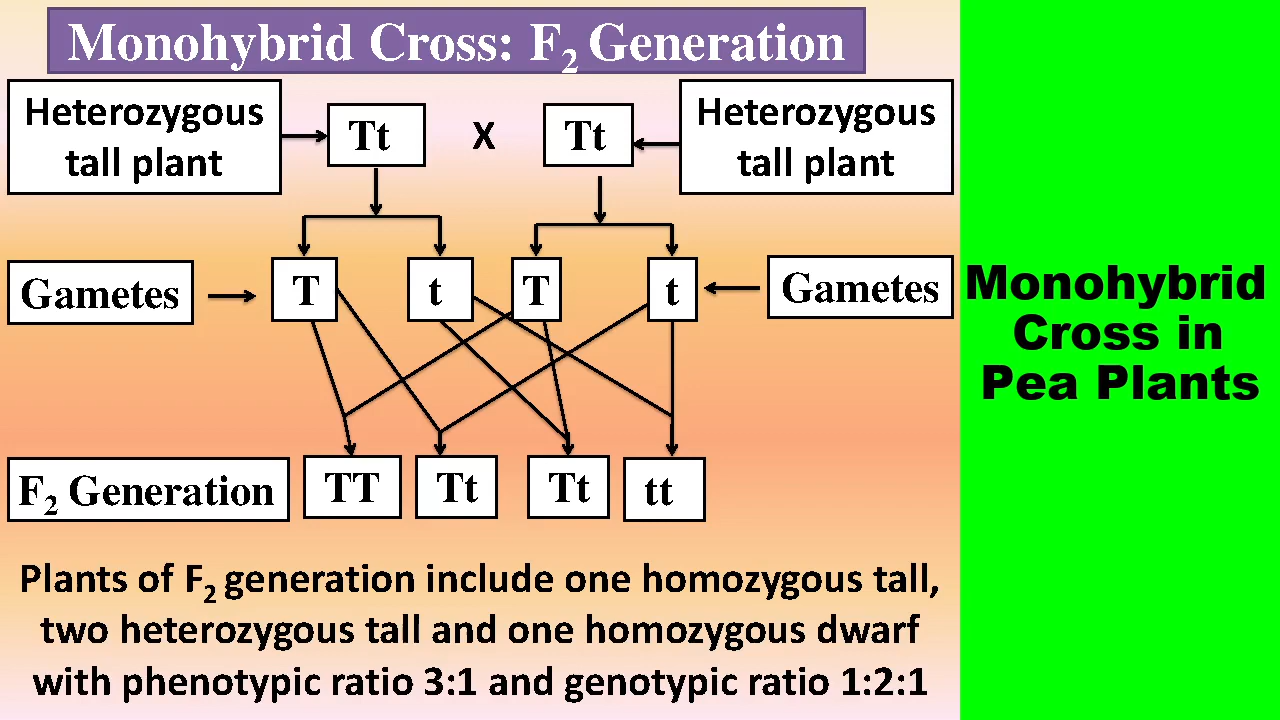 Monohybrid Cross: F₂ Generation
Heterozygous
tall plant
Tt
X
Tt
Heterozygous
tall plant
Gametes
T
t
T
t
Gametes
F₂ Generation
TT
Tt
Tt
tt
Plants of F₂ generation include one homozygous tall,
two heterozygous tall and one homozygous dwarf
with phenotypic ratio 3:1 and genotypic ratio 1:2:1
Monohybrid
Cross in
Pea Plants